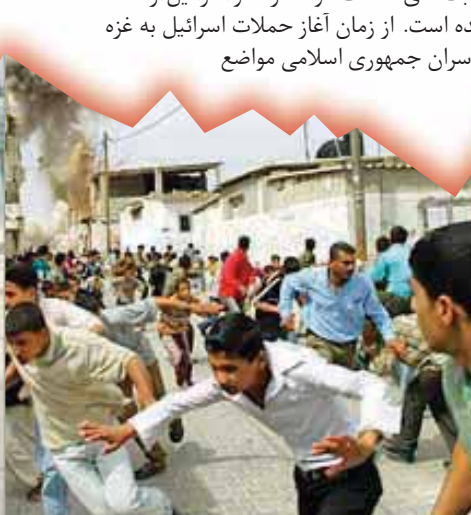 ده است. از زمان آغاز حملات اسرائیل به غزه
سران جمهوری اسلامی مواضع